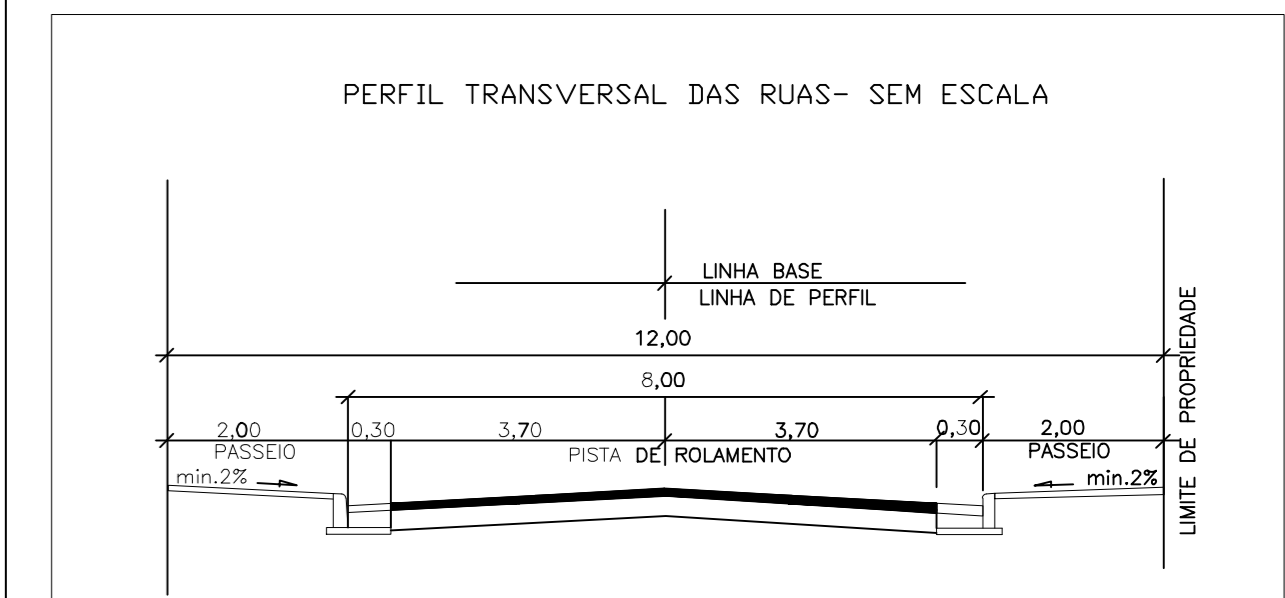 PERFIL TRANSVERSAL DAS RUAS- SEM ESCALA
LINHA BASE
LINHA DE PERFIL
12,00
8,00
2,00 0,30 3,70 3,70 0,30 2,00
PASSEIO PISTA DE ROLAMENTO PASSEIO
min.2% min.2%
LIMITE DE PROPRIEDADE